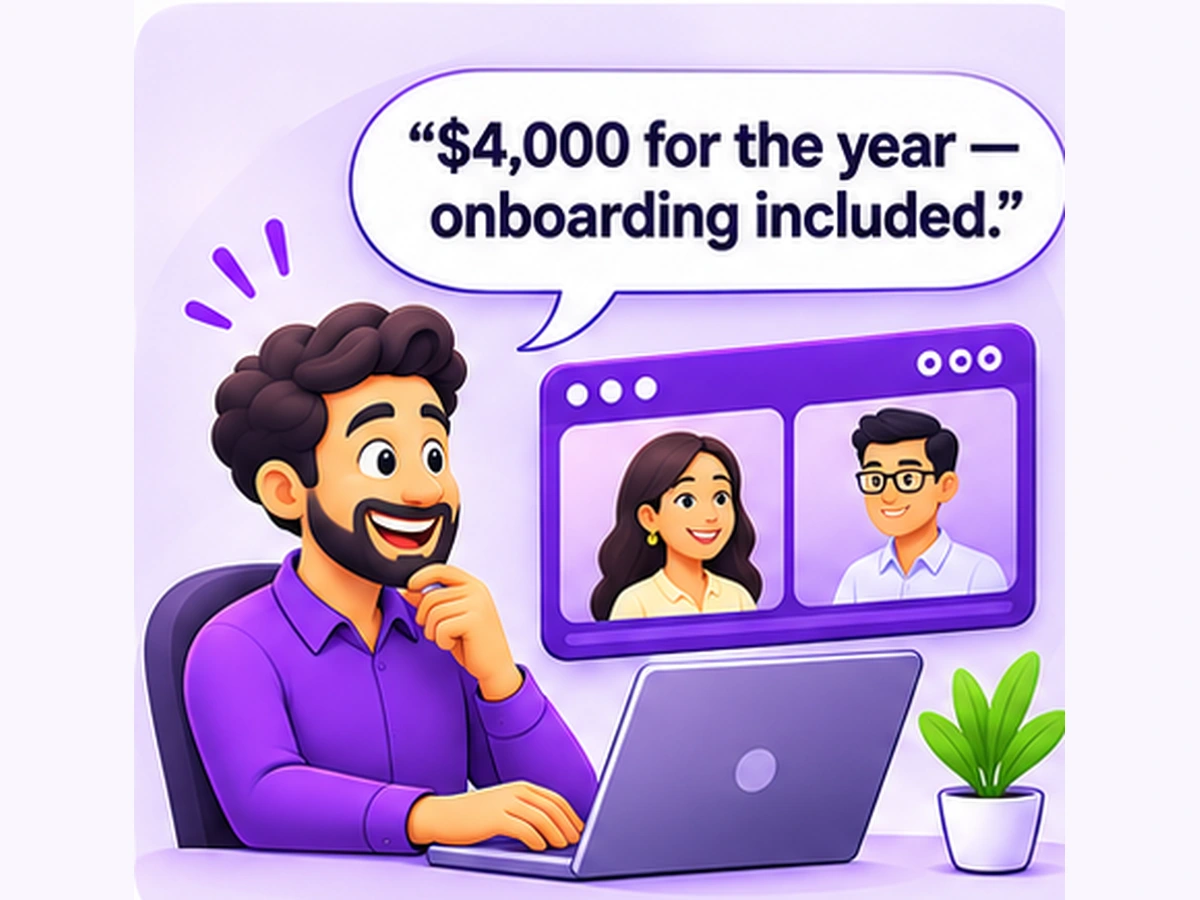 “$4,000 for the year —
onboarding included.”